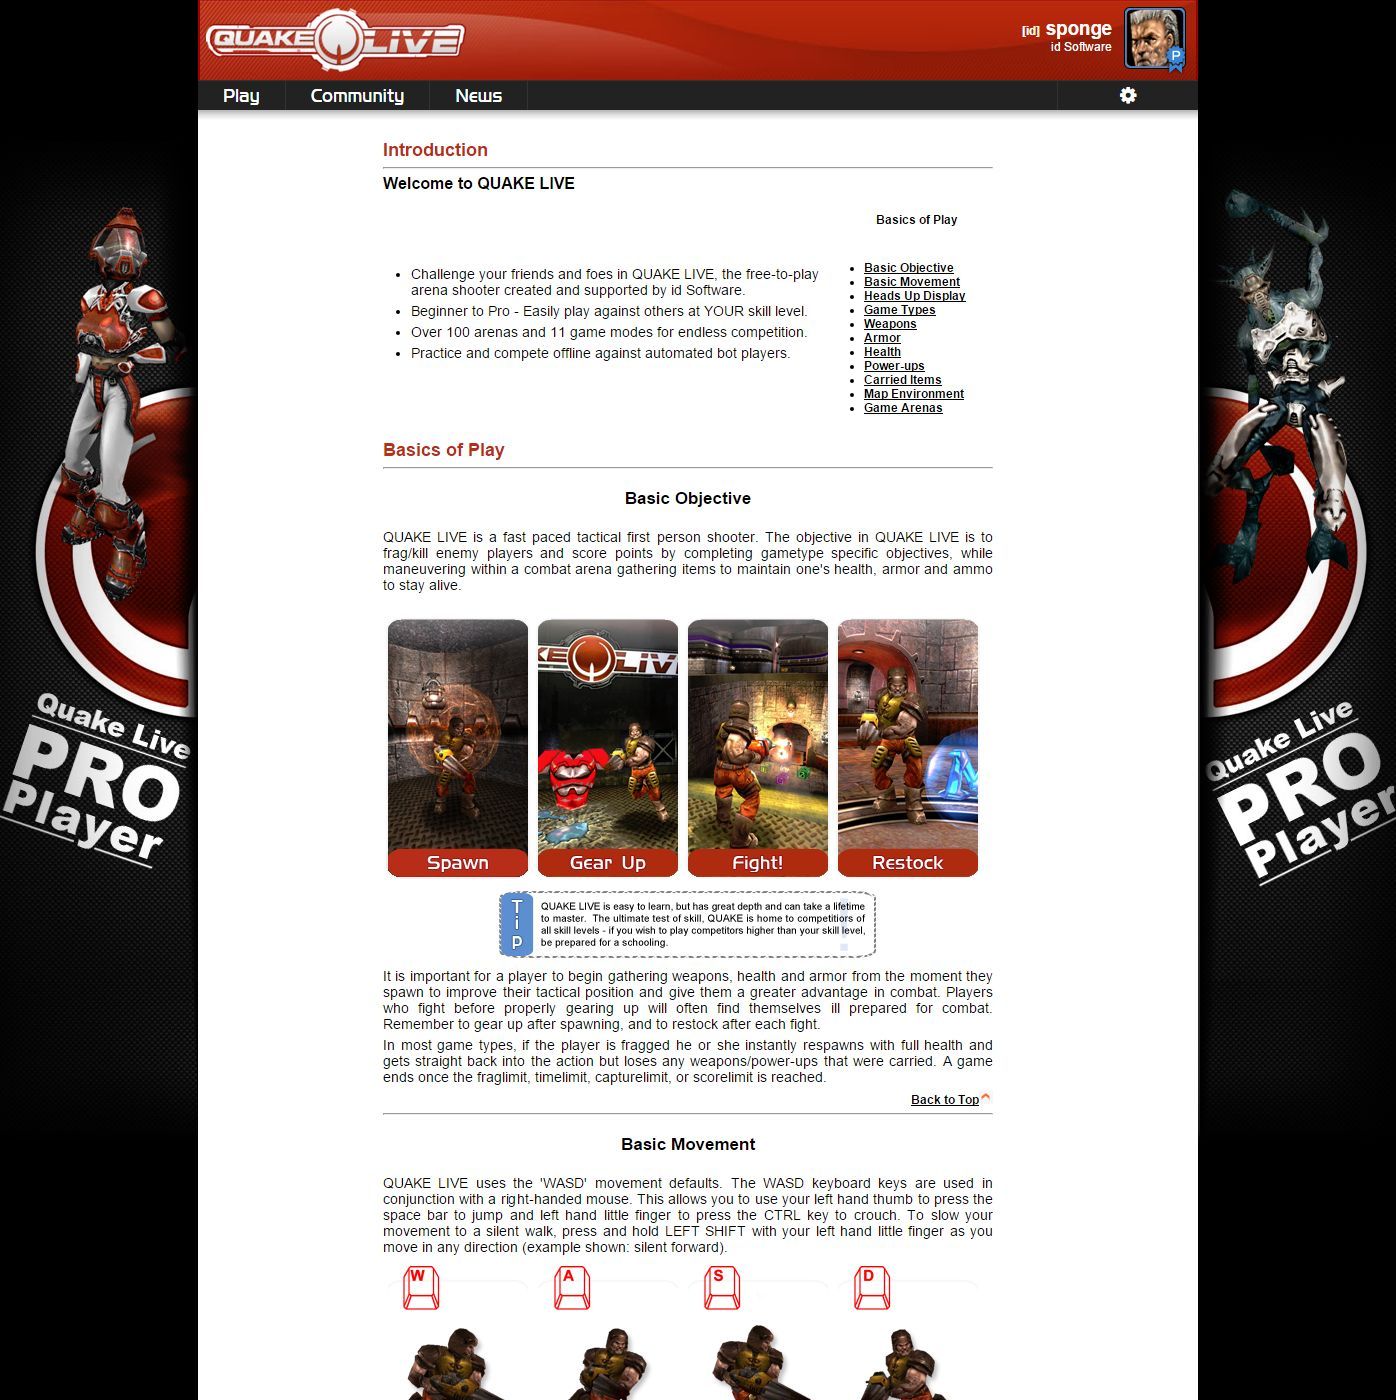 QUAKE LIVE
[id] sponge
id Software
P
Play
Community
News
Introduction
Welcome to QUAKE LIVE
Challenge your friends and foes in QUAKE LIVE, the free-to-play
arena shooter created and supported by id Software.
Beginner to Pro - Easily play against others at YOUR skill level.
Over 100 arenas and 11 game modes for endless competition.
Practice and compete offline against automated bot players.
Basics of Play
Basic Objective
Basic Movement
Heads Up Display
Game Types
Weapons
Armor
Health
Power-ups
Carried Items
Map Environment
Game Arenas
Basics of Play
Basic Objective
QUAKE LIVE is a fast paced tactical first person shooter. The objective in QUAKE LIVE is to
frag/kill enemy players and score points by completing gametype specific objectives, while
maneuvering within a combat arena gathering items to maintain one's health, armor and ammo
to stay alive.
KE LIV
M
Spawn
Gear Up
Fight!
Restock
Tip
QUAKE LIVE is easy to learn, but has great depth and can take a lifetime
to master. The ultimate test of skill, QUAKE is home to competitiors of
all skill levels - if you wish to play competitors higher than your skill level,
be prepared for a schooling.
It is important for a player to begin gathering weapons, health and armor from the moment they
spawn to improve their tactical position and give them a greater advantage in combat. Players
who fight before properly gearing up will often find themselves ill prepared for combat.
Remember to gear up after spawning, and to restock after each fight.
In most game types, if the player is fragged he or she instantly respawns with full health and
gets straight back into the action but loses any weapons/power-ups that were carried. A game
ends once the fraglimit, timelimit, capturelimit, or scorelimit is reached.
Back to Top
Basic Movement
QUAKE LIVE uses the 'WASD' movement defaults. The WASD keyboard keys are used in
conjunction with a right-handed mouse. This allows you to use your left hand thumb to press the
space bar to jump and left hand little finger to press the CTRL key to crouch. To slow your
movement to a silent walk, press and hold LEFT SHIFT with your left hand little finger as you
move in any direction (example shown: silent forward).
W
A
S
D
Quake Live
PRO
Player
Quake Live
PRO
Player